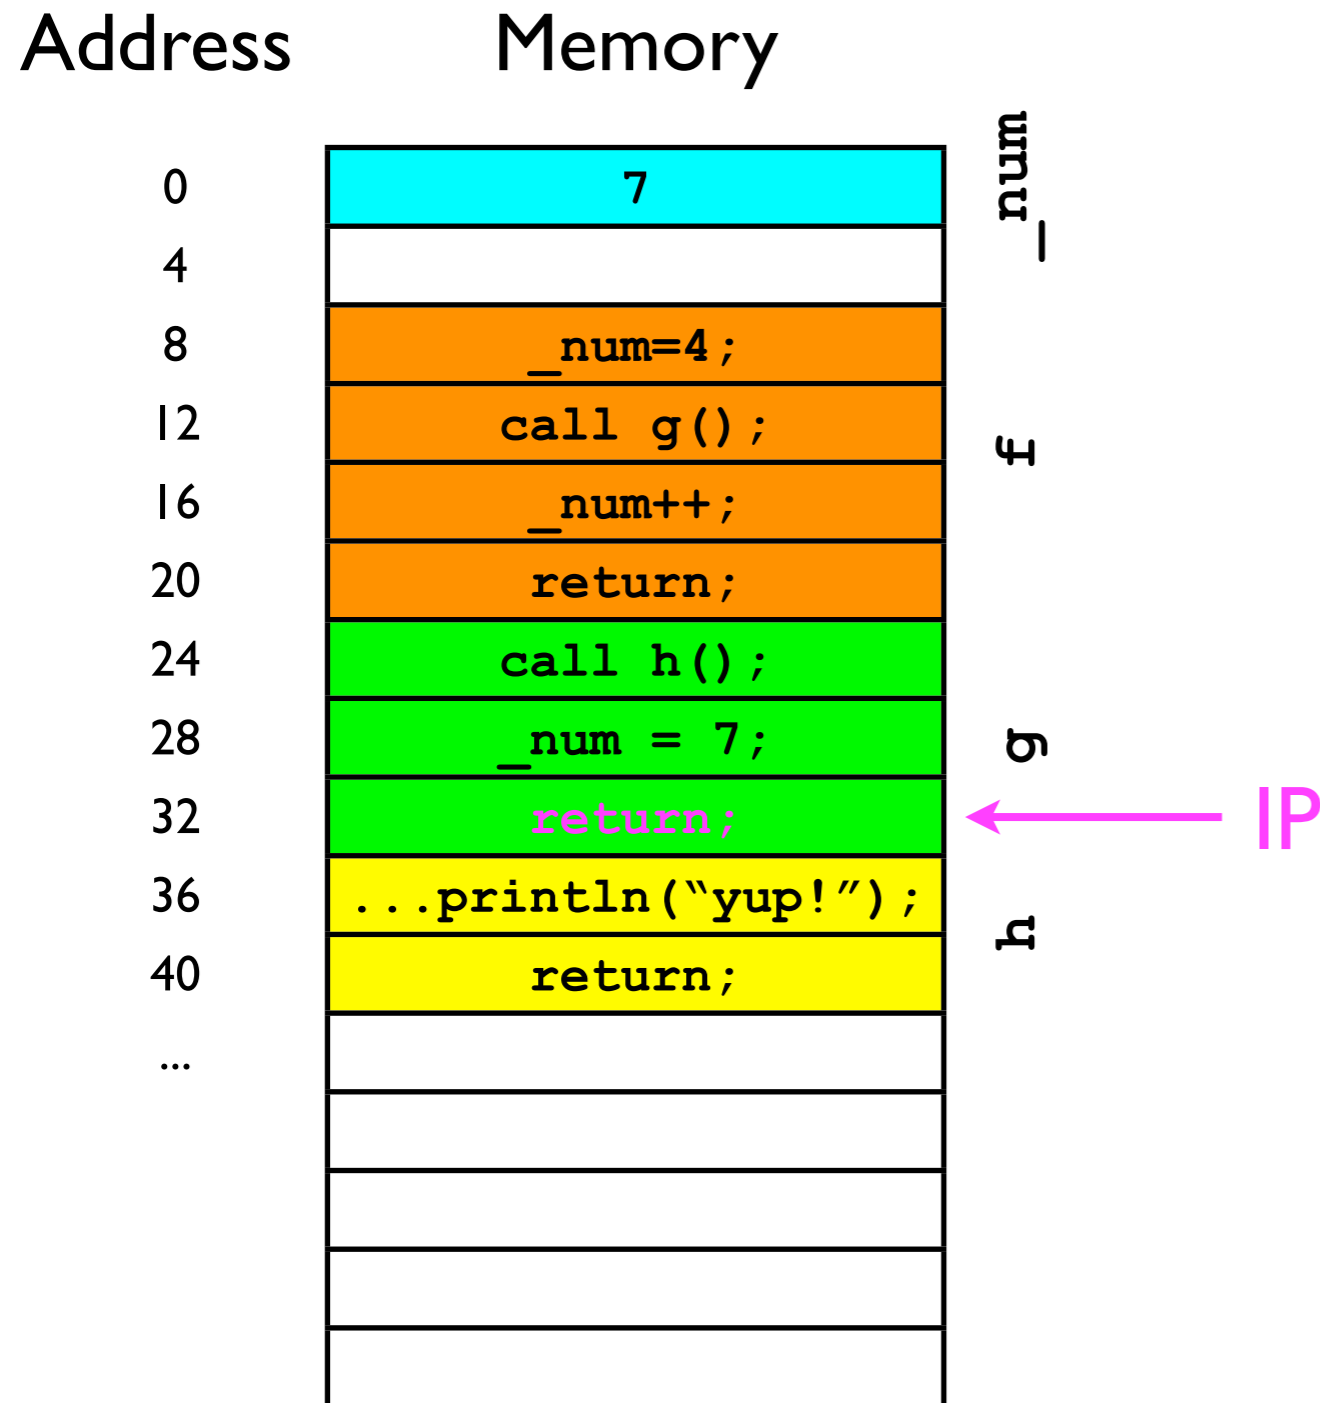 Address Memory
_num
0 7
4
8 _num=4;
12 call g();
f
16 _num++;
20 return;
24 call h();
28 _num = 7;
g
32 return;
IP
36 ...println(“yup!”);
h
40 return;
...